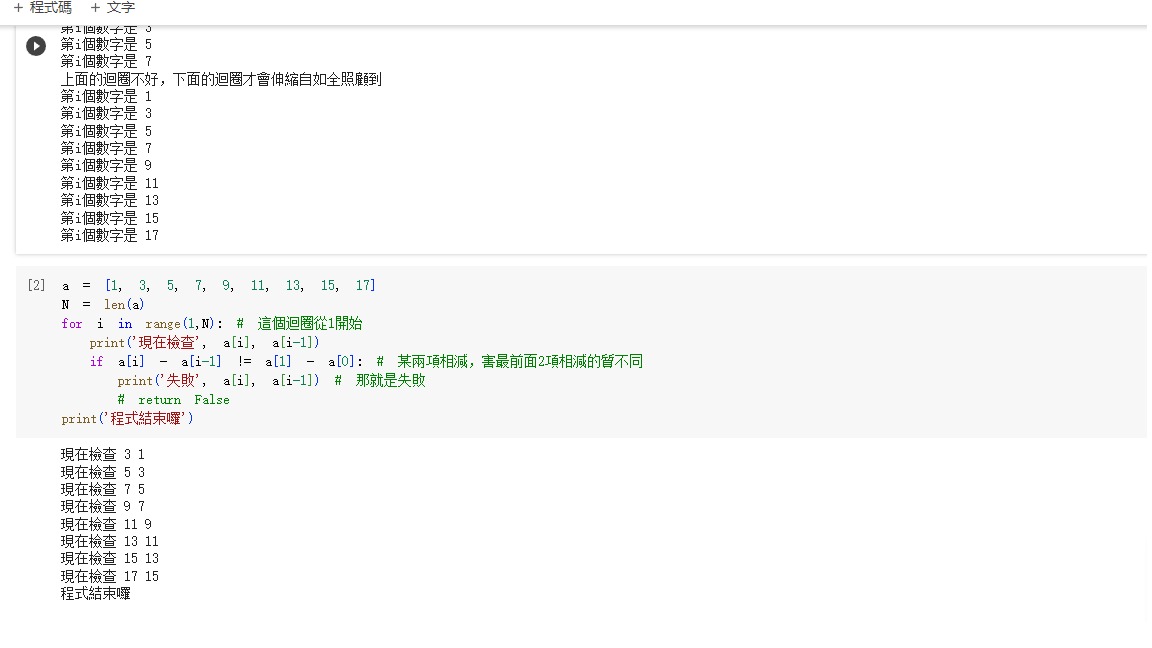 + 程式碼 + 文字
第i個數字是 3
第i個數字是 5
第i個數字是 7
上面的迴圈不好，下面的迴圈才會伸縮自如全照顧到
第i個數字是 1
第i個數字是 3
第i個數字是 5
第i個數字是 7
第i個數字是 9
第i個數字是 11
第i個數字是 13
第i個數字是 15
第i個數字是 17
[2] a = [1, 3, 5, 7, 9, 11, 13, 15, 17]
N = len(a)
for i in range(1,N): # 這個迴圈從1開始
print('現在檢查', a[i], a[i-1])
if a[i] - a[i-1] != a[1] - a[0]: # 某兩項相減，害最前面2項相減的質不同
print('失敗', a[i], a[i-1]) # 那就是失敗
# return False
print('程式結束囉')
現在檢查 3 1
現在檢查 5 3
現在檢查 7 5
現在檢查 9 7
現在檢查 11 9
現在檢查 13 11
現在檢查 15 13
現在檢查 17 15
程式結束囉